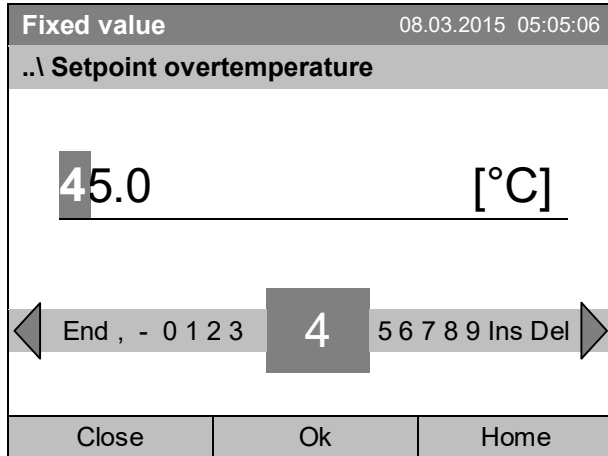 Fixed value 08.03.2015 05:05:06
..\ Setpoint overtemperature
45.0 [°C]
End , - 0 1 2 3 4 5 6 7 8 9 Ins Del
Close Ok Home